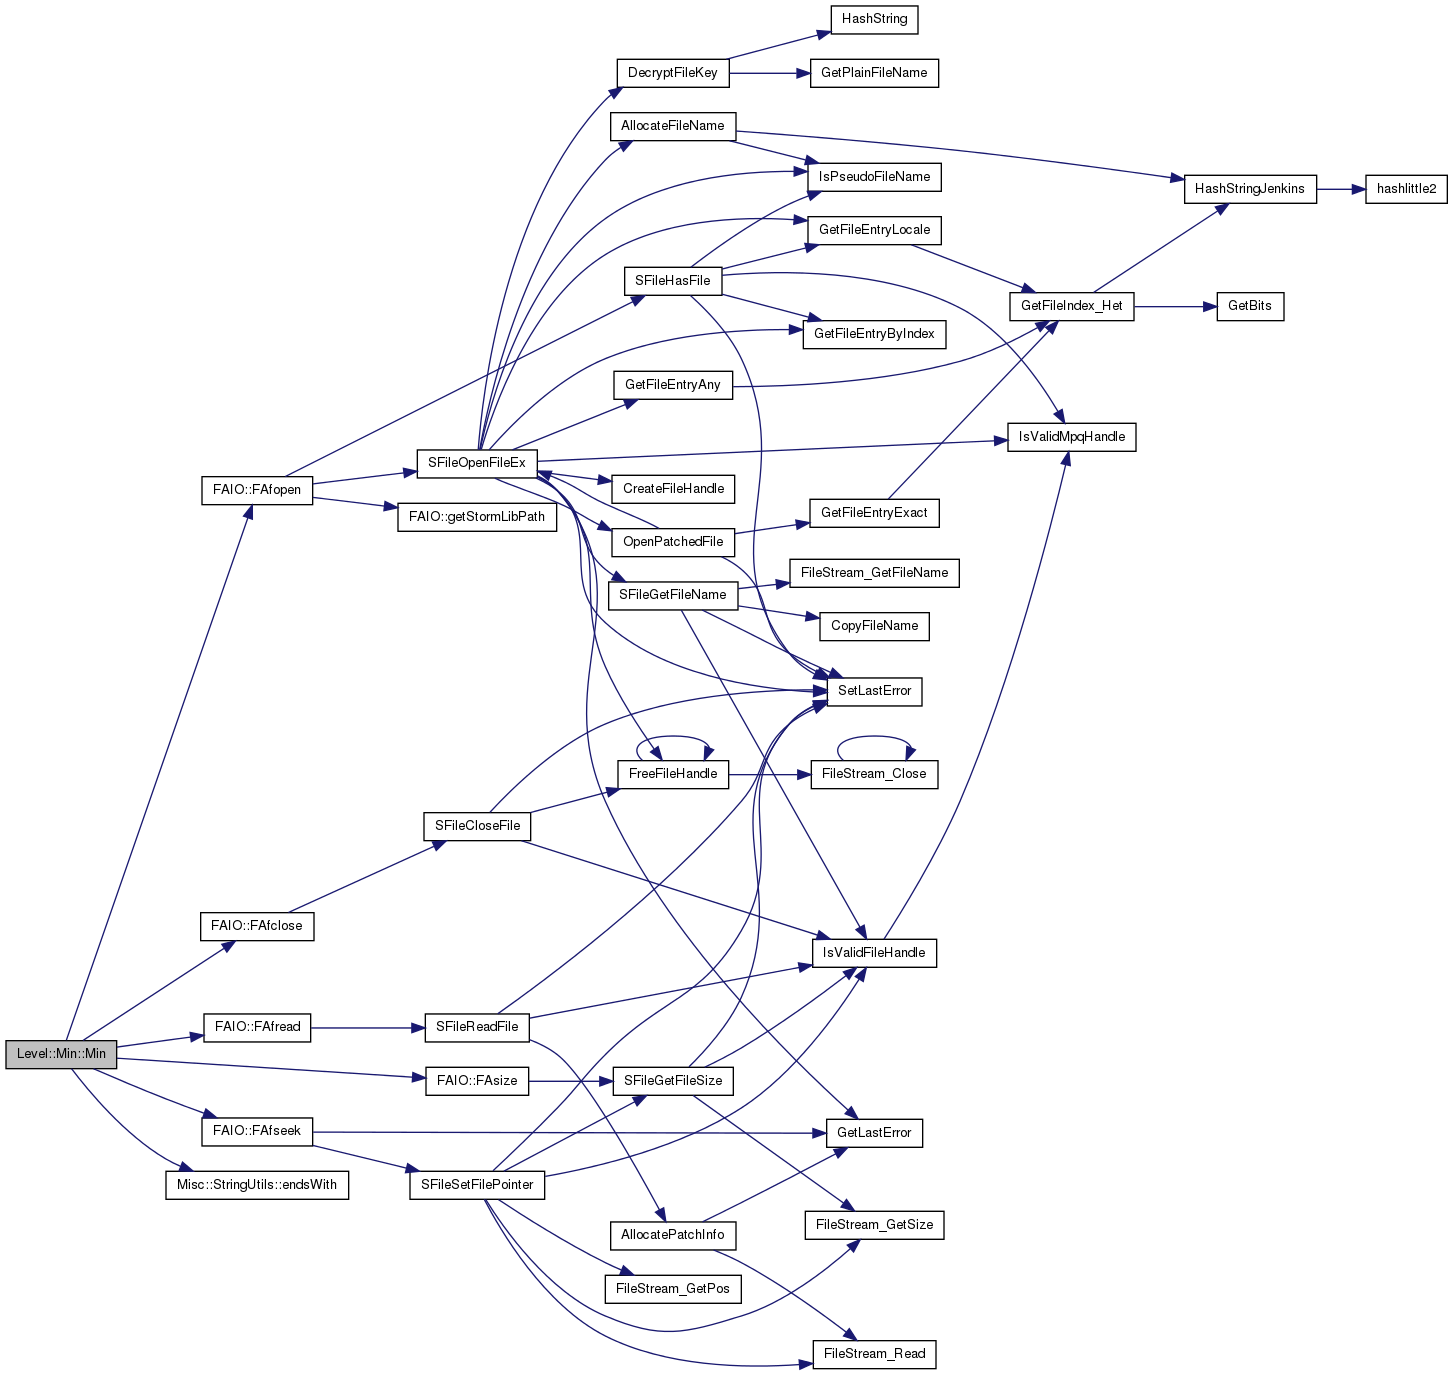 HashString
DecryptFileKey
GetPlainFileName
AllocateFileName
IsPseudoFileName
HashStringJenkins
hashlittle2
GetFileEntryLocale
SFileHasFile
GetFileIndex_Het
GetBits
GetFileEntryByIndex
GetFileEntryAny
IsValidMpqHandle
SFileOpenFileEx
FAIO::FAfopen
CreateFileHandle
FAIO::getStormLibPath
GetFileEntryExact
OpenPatchedFile
FileStream_GetFileName
SFileGetFileName
CopyFileName
SetLastError
FreeFileHandle
FileStream_Close
SFileCloseFile
FAIO::FAfclose
IsValidFileHandle
FAIO::FAfread
SFileReadFile
Level::Min::Min
FAIO::FAsize
SFileGetFileSize
FAIO::FAfseek
GetLastError
Misc::StringUtils::endsWith
SFileSetFilePointer
FileStream_GetSize
AllocatePatchInfo
FileStream_GetPos
FileStream_Read